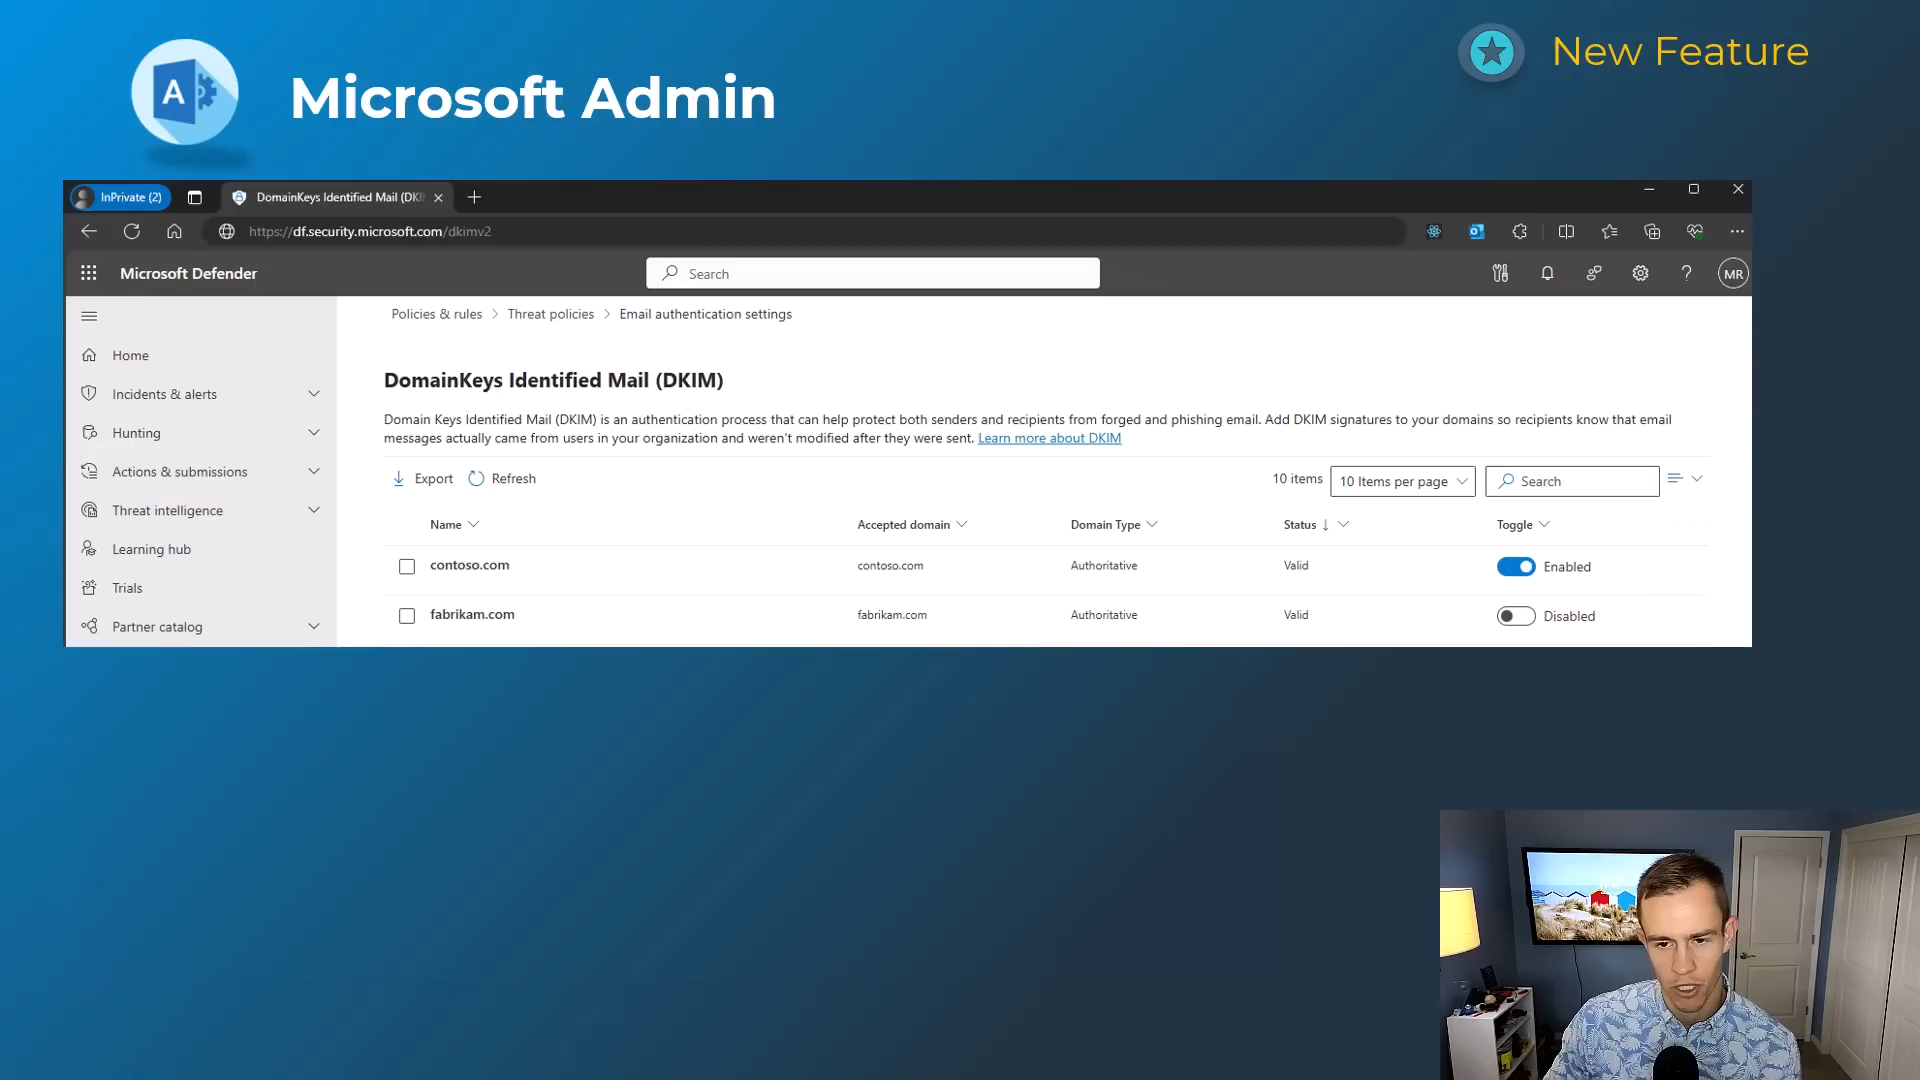 New Feature
A
Microsoft Admin
InPrivate (2)
DomainKeys Identified Mail (DKI
https://df.security.microsoft.com/dkimv2
Microsoft Defender
Search
MR
Policies & rules > Threat policies > Email authentication settings
Home
Incidents & alerts
Hunting
Actions & submissions
Threat intelligence
Learning hub
Trials
Partner catalog
DomainKeys Identified Mail (DKIM)
Domain Keys Identified Mail (DKIM) is an authentication process that can help protect both senders and recipients from forged and phishing email. Add DKIM signatures to your domains so recipients know that email
messages actually came from users in your organization and weren't modified after they were sent. Learn more about DKIM
Export Refresh 10 items 10 Items per page Search
Name Accepted domain Domain Type Status ↓ Toggle
contoso.com contoso.com Authoritative Valid Enabled
fabrikam.com fabrikam.com Authoritative Valid Disabled